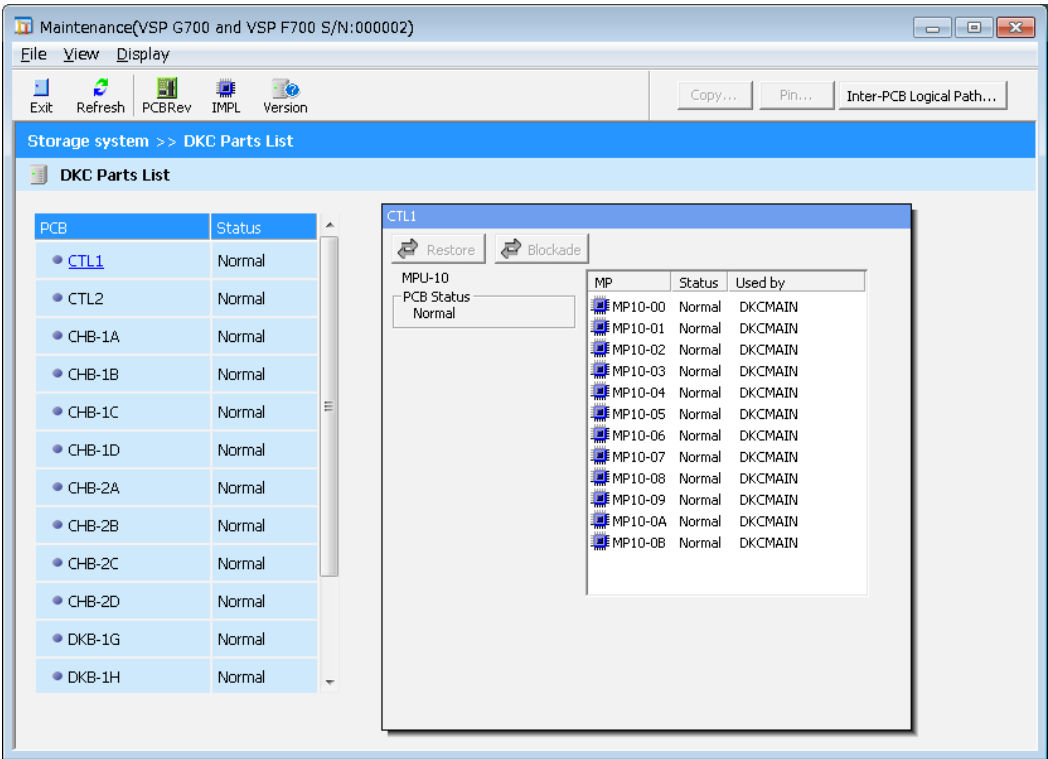 Maintenance(VSP G700 and VSP F700 S/N:000002)
File View Display
Exit Refresh PCBRev IMPL Version Copy... Pin... Inter-PCB Logical Path...
Storage system >> DKC Parts List
DKC Parts List
PCB Status
CTL1 Normal
CTL2 Normal
CHB-1A Normal
CHB-1B Normal
CHB-1C Normal
CHB-1D Normal
CHB-2A Normal
CHB-2B Normal
CHB-2C Normal
CHB-2D Normal
DKB-1G Normal
DKB-1H Normal
CTL1
Restore Blockade
MPU-10
PCB Status
Normal
MP Status Used by
MP10-00 Normal DKCMAIN
MP10-01 Normal DKCMAIN
MP10-02 Normal DKCMAIN
MP10-03 Normal DKCMAIN
MP10-04 Normal DKCMAIN
MP10-05 Normal DKCMAIN
MP10-06 Normal DKCMAIN
MP10-07 Normal DKCMAIN
MP10-08 Normal DKCMAIN
MP10-09 Normal DKCMAIN
MP10-0A Normal DKCMAIN
MP10-0B Normal DKCMAIN